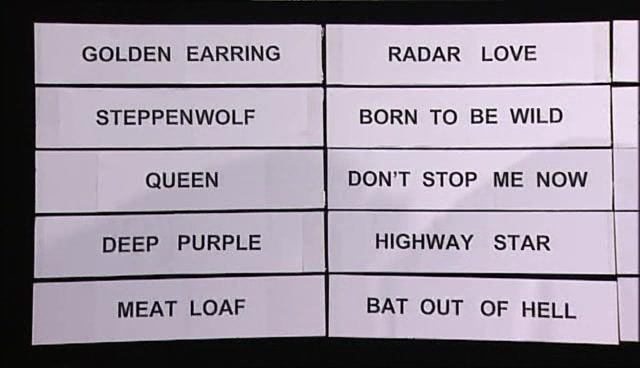 GOLDEN EARRING RADAR LOVE
STEPPENWOLF BORN TO BE WILD
QUEEN DON'T STOP ME NOW
DEEP PURPLE HIGHWAY STAR
MEAT LOAF BAT OUT OF HELL